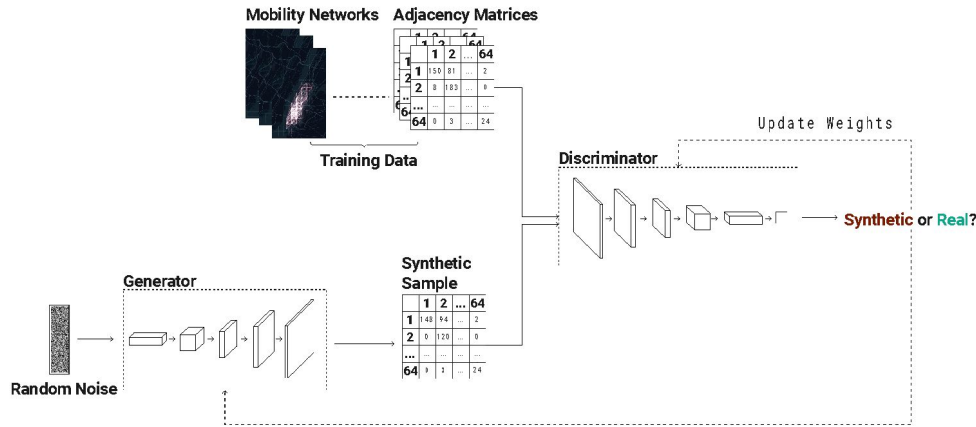 Mobility Networks
Adjacency Matrices
1 2 ... 64
1 150 81 ... 2
2 8 183 ... 0
... ... ... ... ...
64 0 3 ... 24
Training Data
Update Weights
Discriminator
Synthetic or Real?
Generator
Synthetic
Sample
1 2 ... 64
1 148 94 ... 2
2 0 120 ... 0
... ... ... ... ...
64 0 3 ... 24
Random Noise